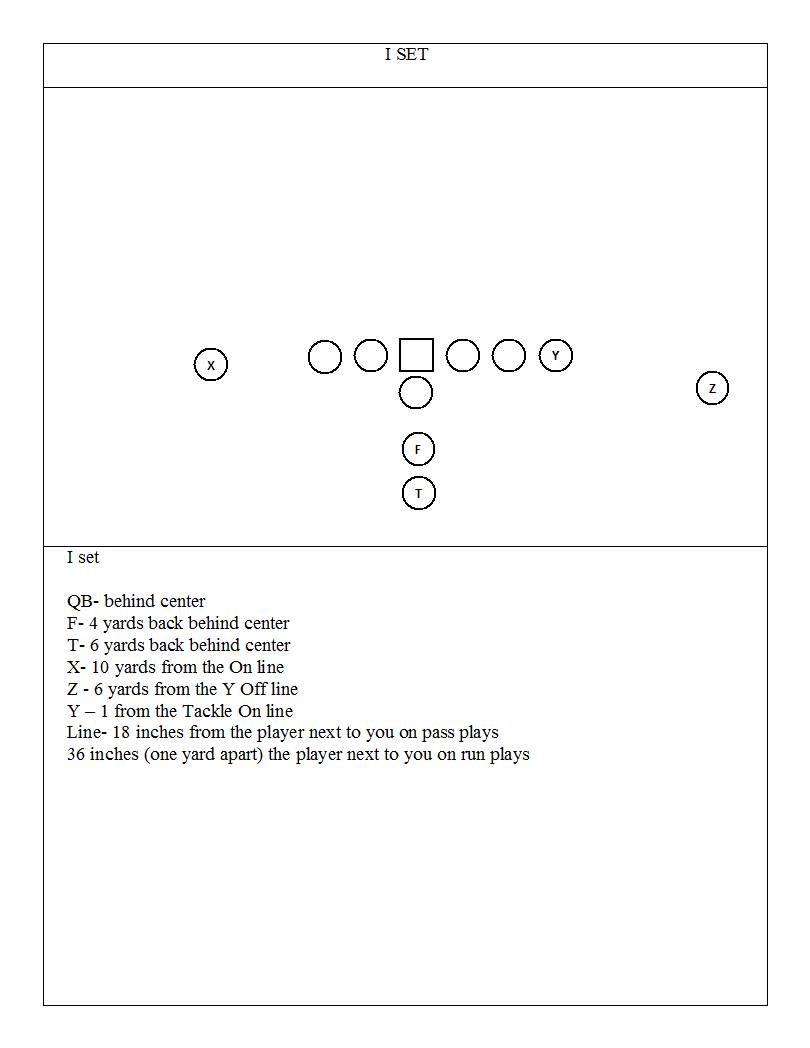 I SET
X
Y
Z
F
T
I set
QB- behind center
F- 4 yards back behind center
T- 6 yards back behind center
X- 10 yards from the On line
Z - 6 yards from the Y Off line
Y – 1 from the Tackle On line
Line- 18 inches from the player next to you on pass plays
36 inches (one yard apart) the player next to you on run plays